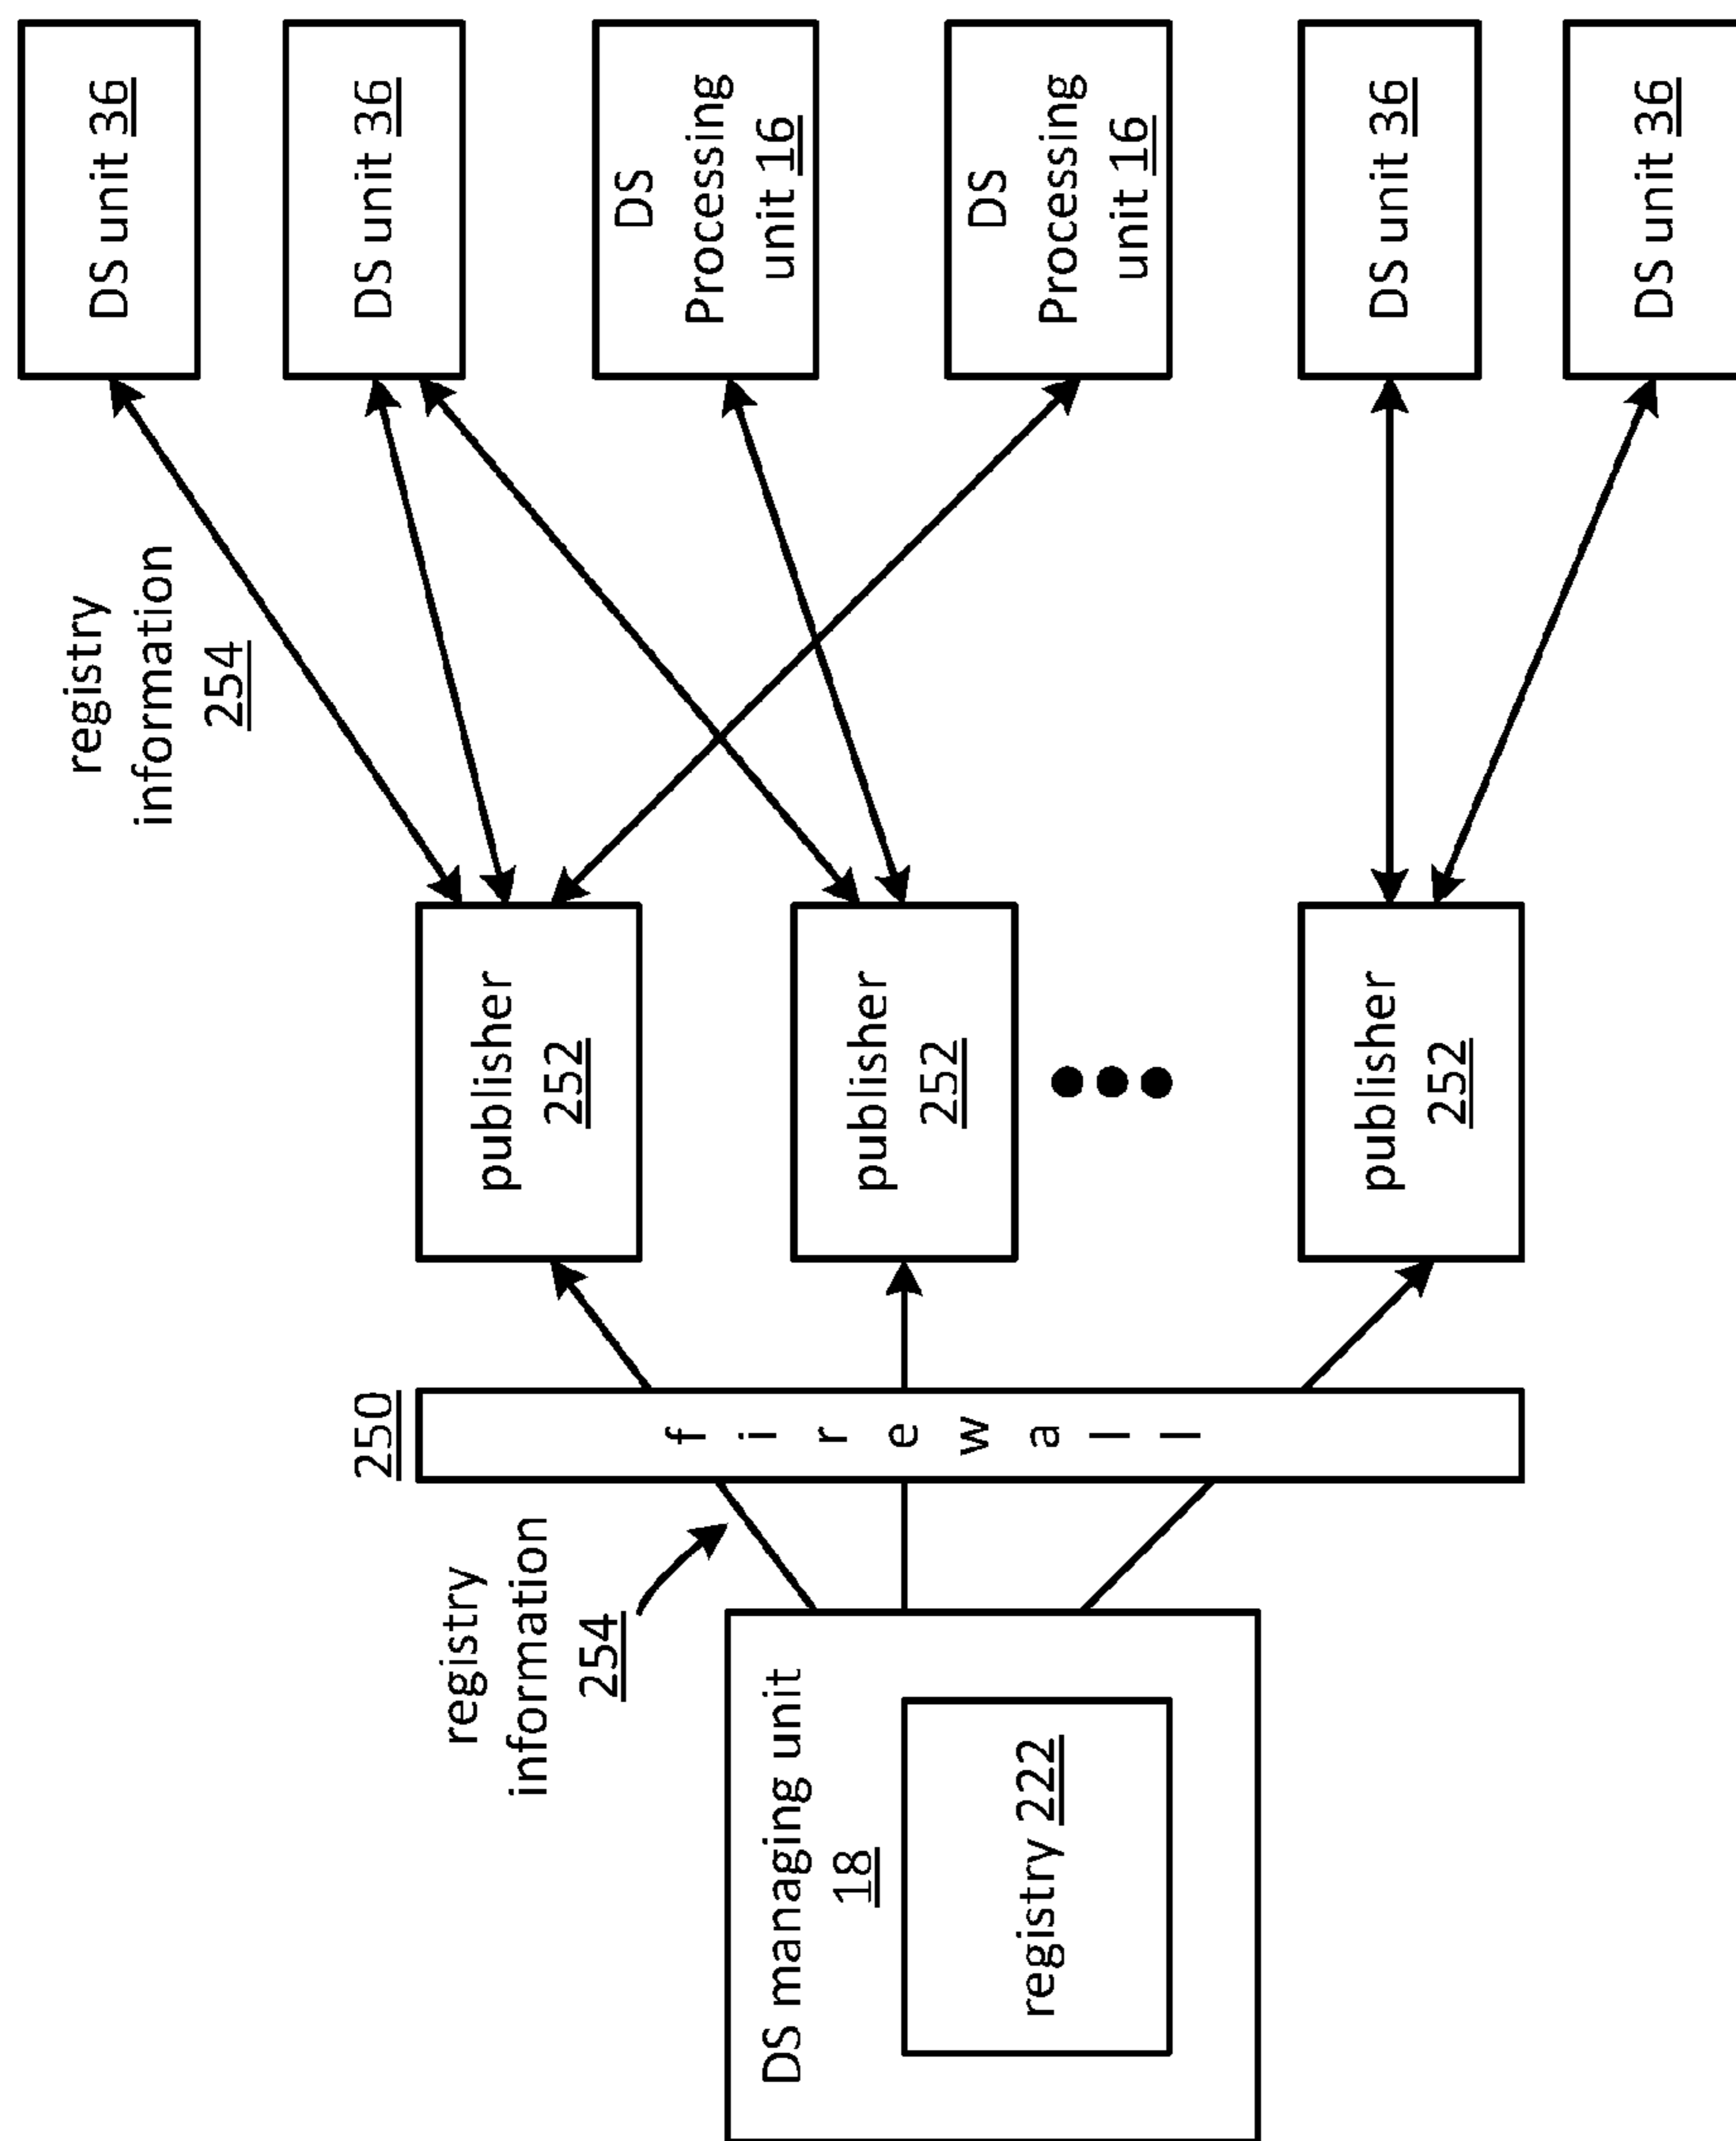 DS managing unit
18
registry 222
registry
information
254
250
firewall
publisher
252
publisher
252
publisher
252
registry
information
254
DS unit 36
DS unit 36
DS
Processing
unit 16
DS
Processing
unit 16
DS unit 36
DS unit 36